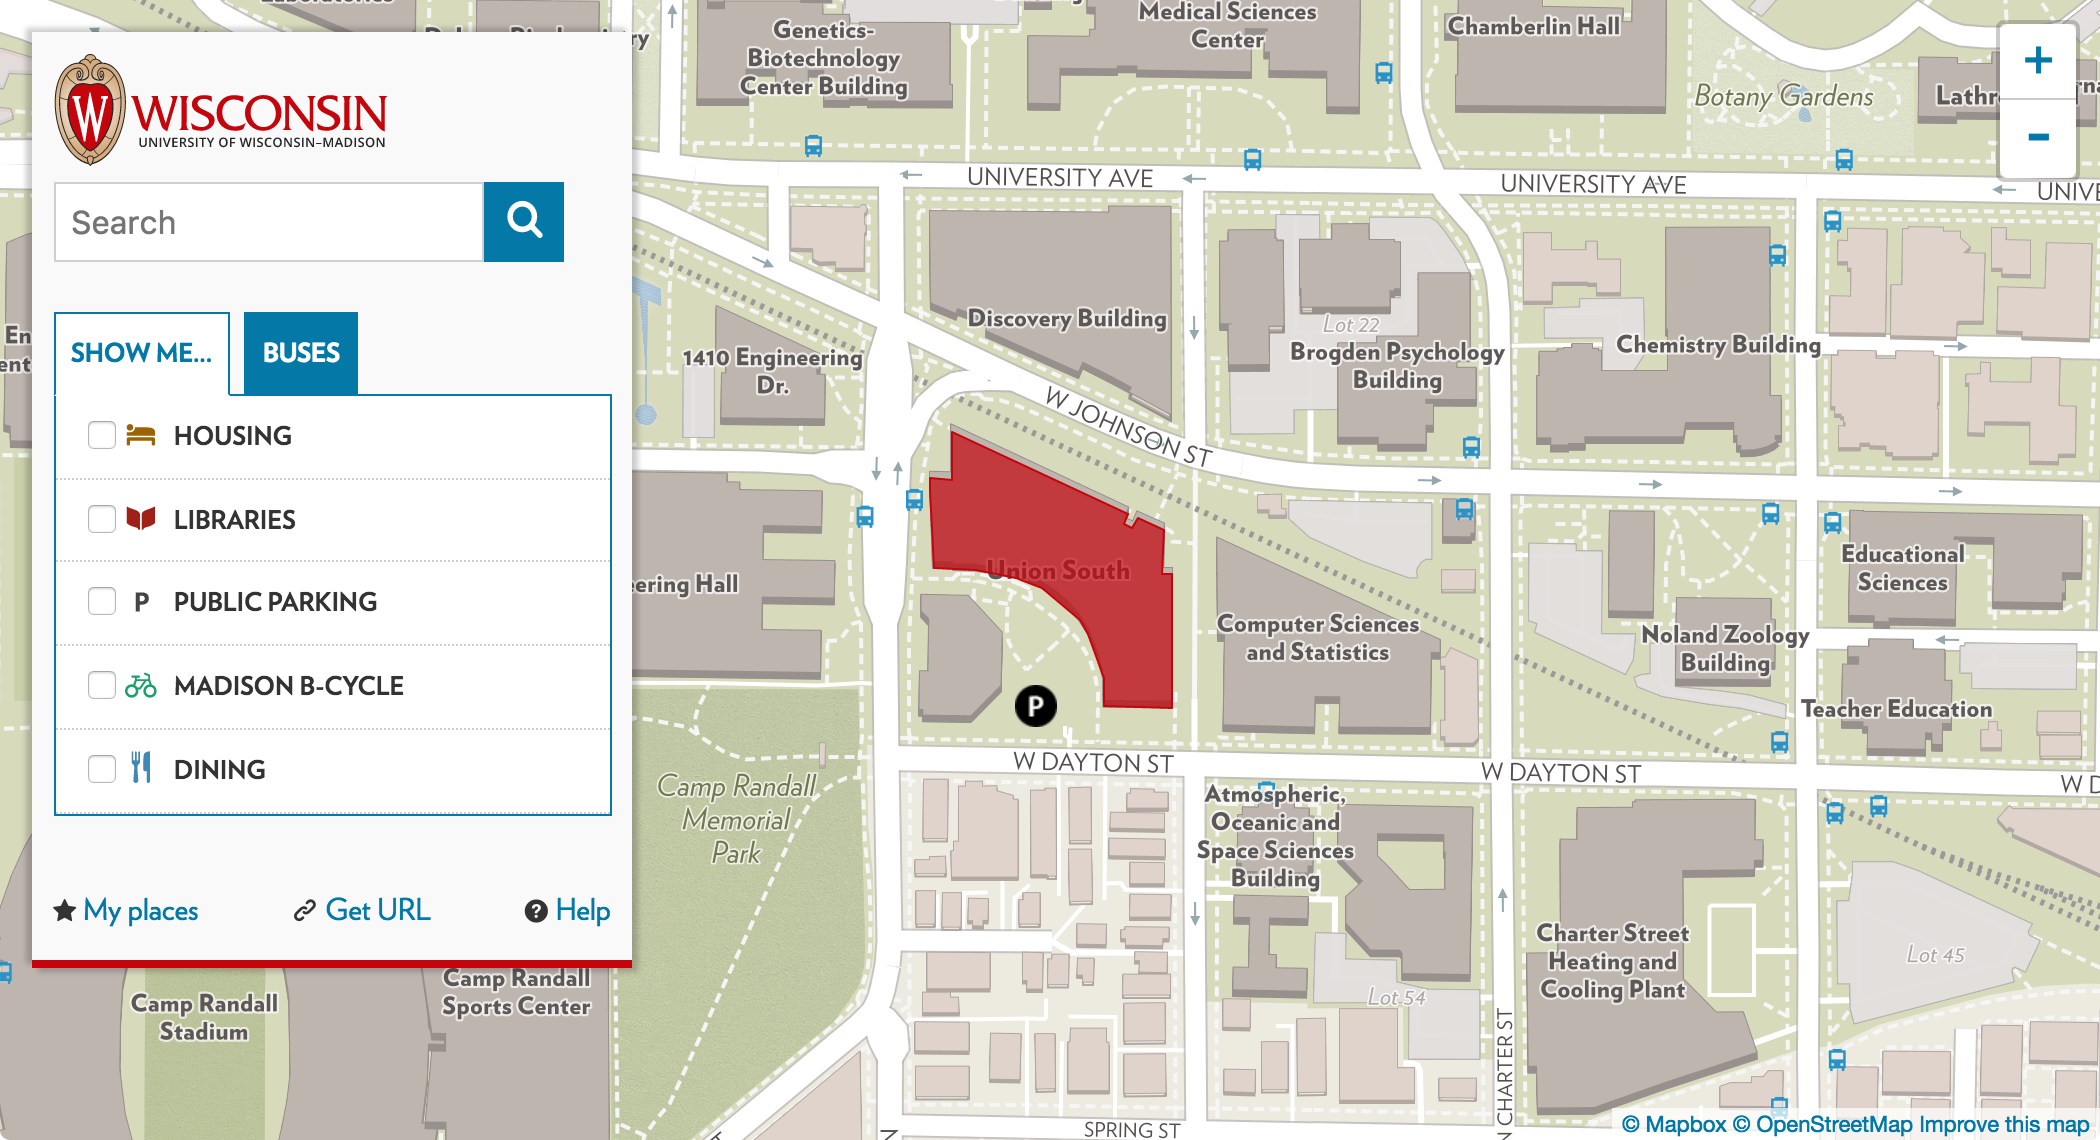 WISCONSIN
UNIVERSITY OF WISCONSIN–MADISON
Search
SHOW ME...
BUSES
HOUSING
LIBRARIES
P
PUBLIC PARKING
MADISON B-CYCLE
DINING
My places
Get URL
Help
Genetics-
Biotechnology
Center Building
Medical Sciences
Center
Chamberlin Hall
Botany Gardens
+
-
UNIVERSITY AVE
UNIVERSITY AVE
Discovery Building
Lot 22
Brogden Psychology
Building
Chemistry Building
1410 Engineering
Dr.
W JOHNSON ST
Union South
eering Hall
P
Computer Sciences
and Statistics
Educational
Sciences
Noland Zoology
Building
Teacher Education
W DAYTON ST
W DAYTON ST
W D
Camp Randall
Memorial
Park
Atmospheric,
Oceanic and
Space Sciences
Building
Charter Street
Heating and
Cooling Plant
Lot 45
Lot 54
N CHARTER ST
Camp Randall
Stadium
Camp Randall
Sports Center
SPRING ST
© Mapbox © OpenStreetMap Improve this map